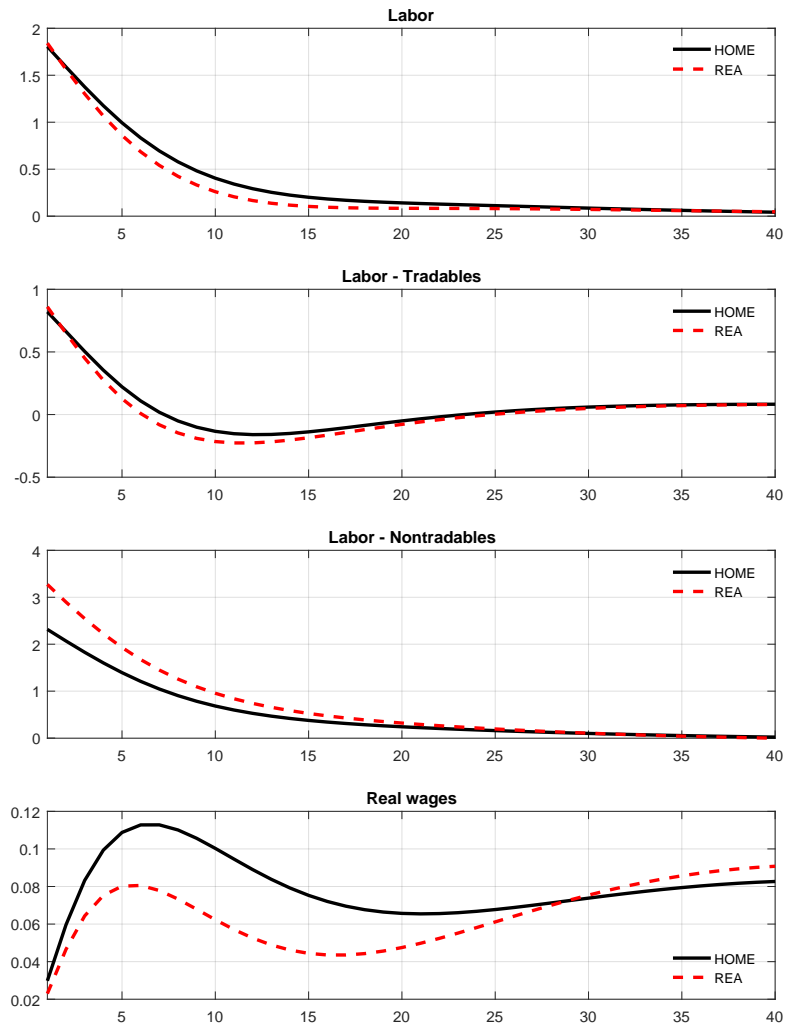 Labor
2
1.5
1
0.5
0
HOME
REA
5 10 15 20 25 30 35 40
Labor - Tradables
1
0.5
0
-0.5
HOME
REA
5 10 15 20 25 30 35 40
Labor - Nontradables
4
3
2
1
0
HOME
REA
5 10 15 20 25 30 35 40
Real wages
0.12
0.1
0.08
0.06
0.04
0.02
HOME
REA
5 10 15 20 25 30 35 40